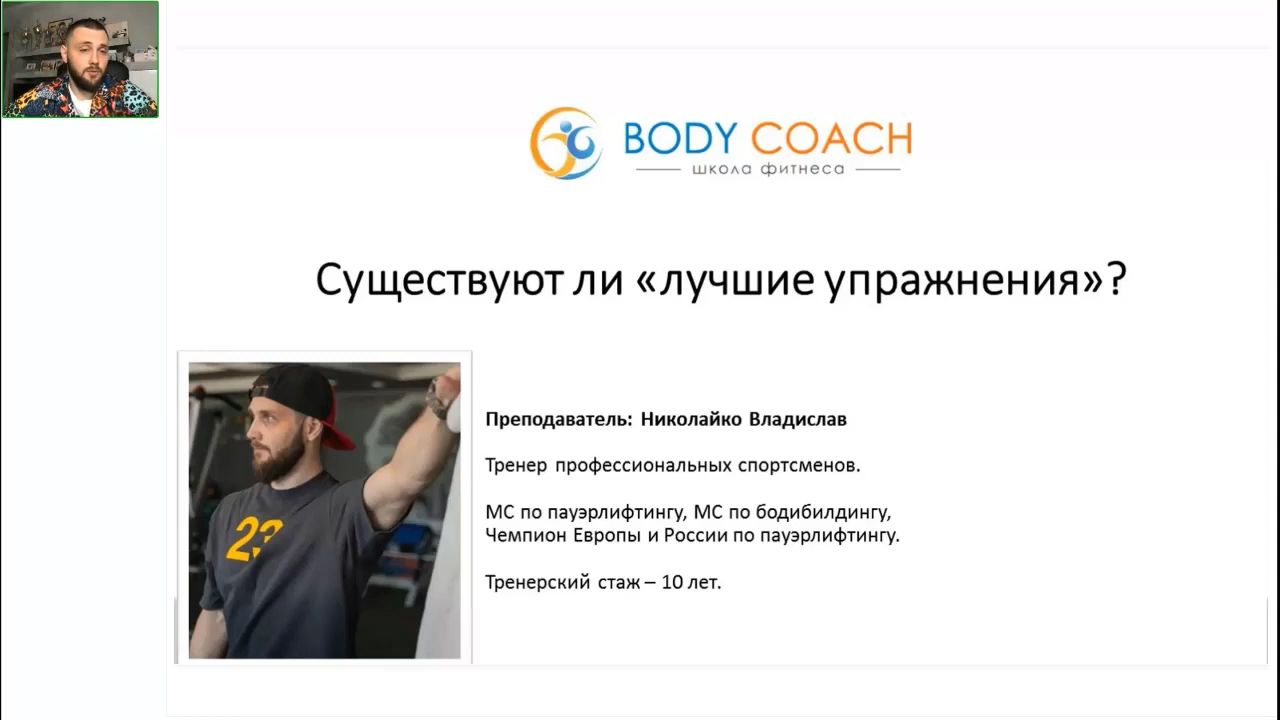 BODY COACH
школа фитнеса
Существуют ли «лучшие упражнения»?
23
Преподаватель: Николайко Владислав
Тренер профессиональных спортсменов.
МС по пауэрлифтингу, МС по бодибилдингу,
Чемпион Европы и России по пауэрлифтингу.
Тренерский стаж – 10 лет.